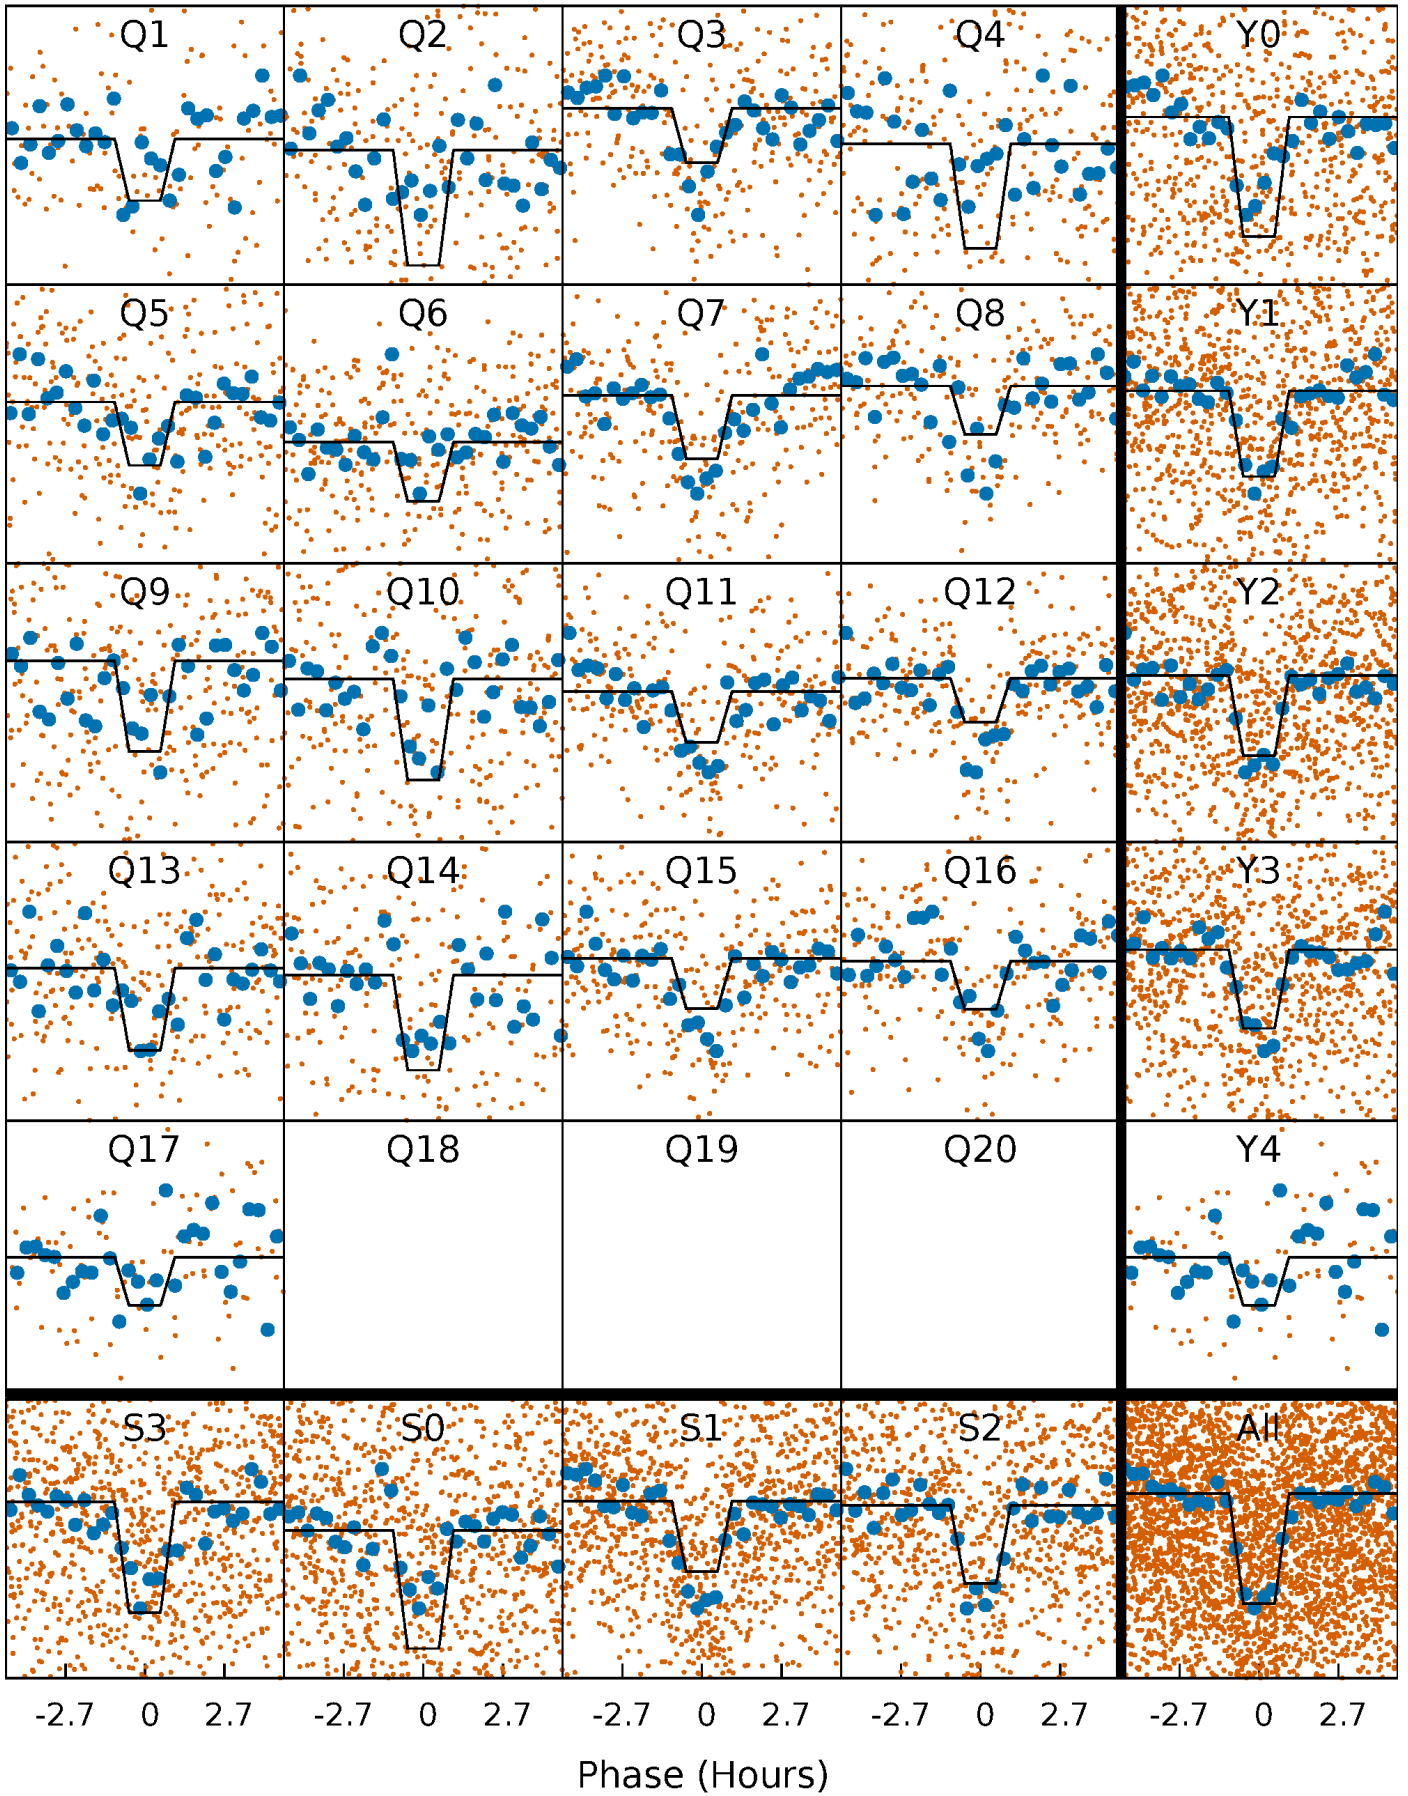 Q1 Q2 Q3 Q4 Y0
Q5 Q6 Q7 Q8 Y1
Q9 Q10 Q11 Q12 Y2
Q13 Q14 Q15 Q16 Y3
Q17 Q18 Q19 Q20 Y4
S3 S0 S1 S2 All
-2.7 0 2.7 -2.7 0 2.7 -2.7 0 2.7 -2.7 0 2.7 -2.7 0 2.7
Phase (Hours)